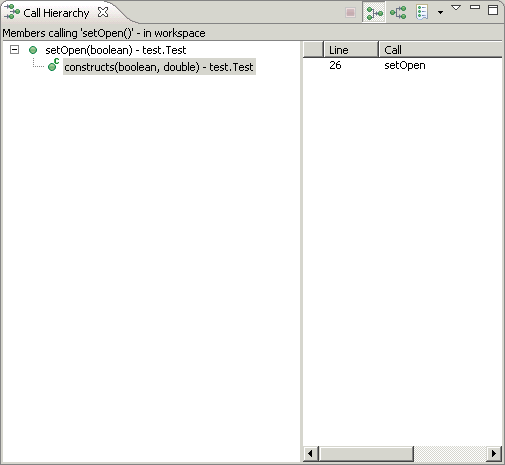 Call Hierarchy
Members calling 'setOpen()' - in workspace
setOpen(boolean) - test.Test
C constructs(boolean, double) - test.Test
Line Call
26 setOpen